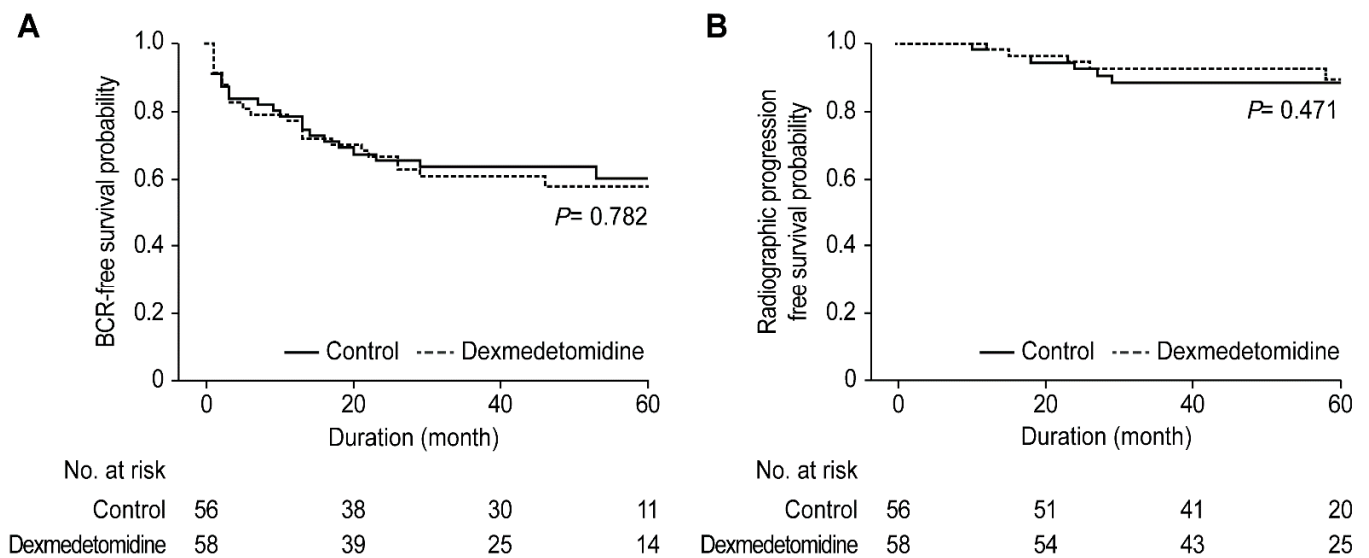 A
BCR-free survival probability
1.0
0.8
0.6
0.4
0.2
0
P= 0.782
Control
Dexmedetomidine
0 20 40 60
Duration (month)
No. at risk
Control 56 38 30 11
Dexmedetomidine 58 39 25 14
B
Radiographic progression
free survival probability
1.0
0.8
0.6
0.4
0.2
0
P= 0.471
Control
Dexmedetomidine
0 20 40 60
Duration (month)
No. at risk
Control 56 51 41 20
Dexmedetomidine 58 54 43 25